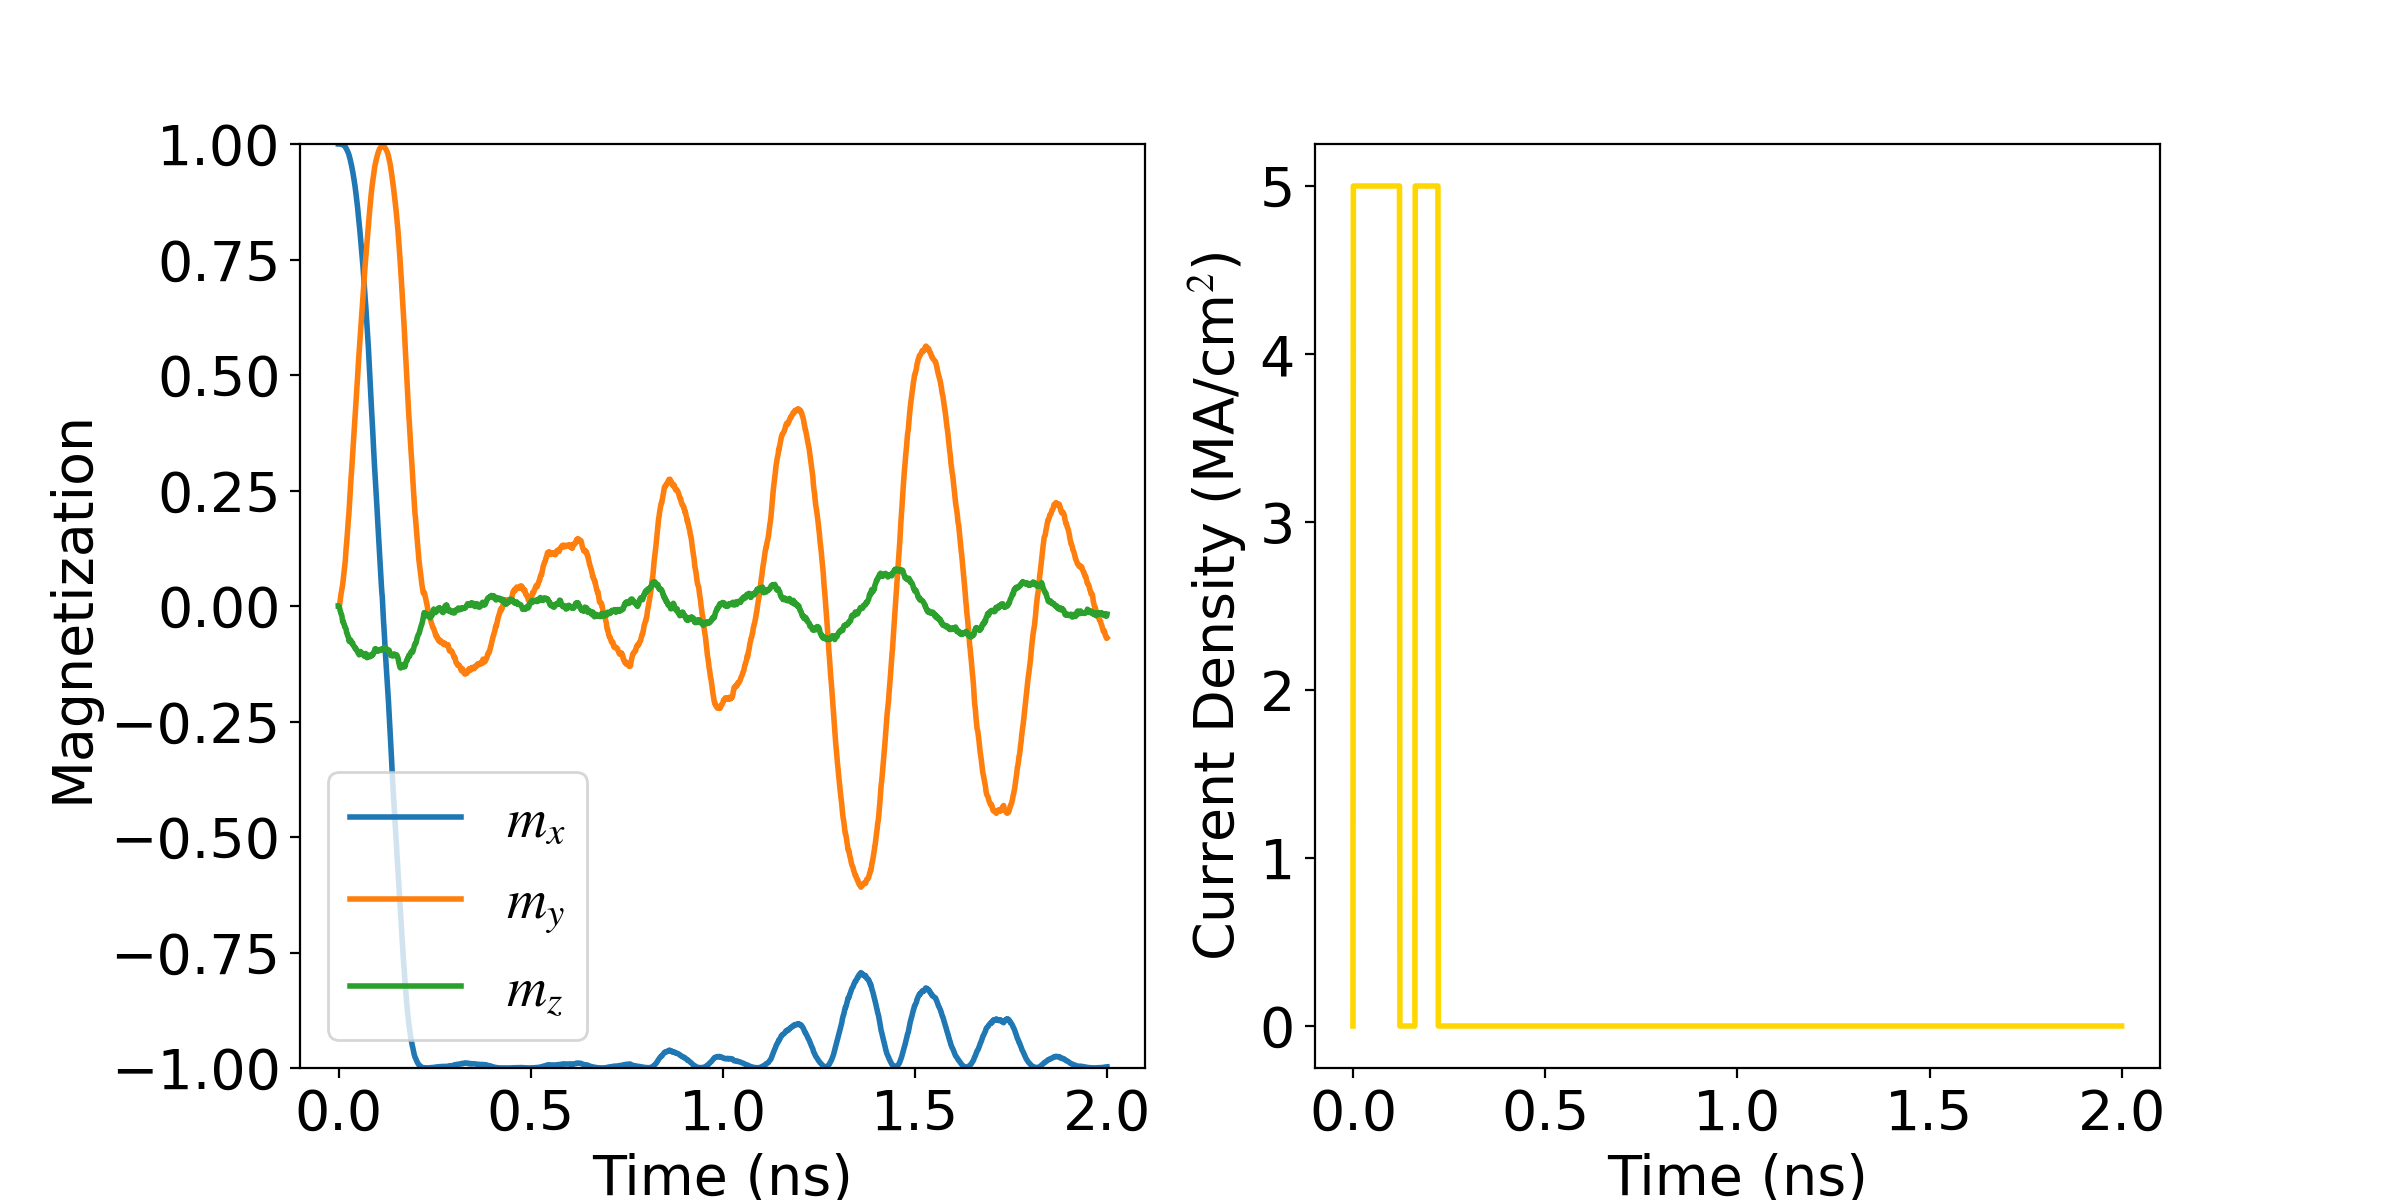 1.00
0.75
0.50
0.25
0.00
−0.25
−0.50
−0.75
−1.00
Magnetization
0.0 0.5 1.0 1.5 2.0
Time (ns)
m_x
m_y
m_z
5
4
3
2
1
0
Current Density (MA/cm²)
0.0 0.5 1.0 1.5 2.0
Time (ns)